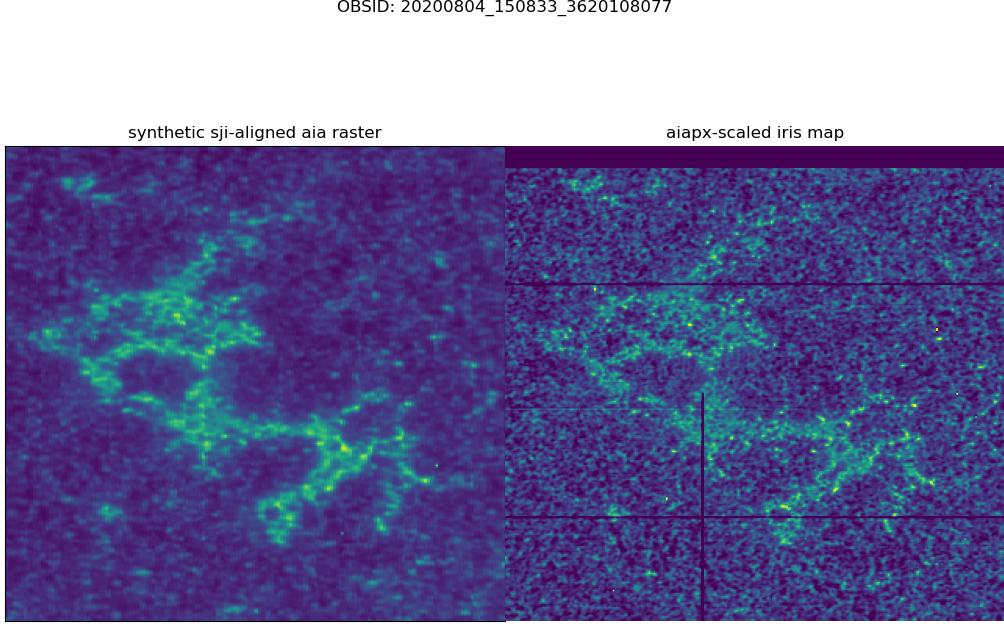 OBSID: 20200804_150833_3620108077
synthetic sji-aligned aia raster
aiapx-scaled iris map